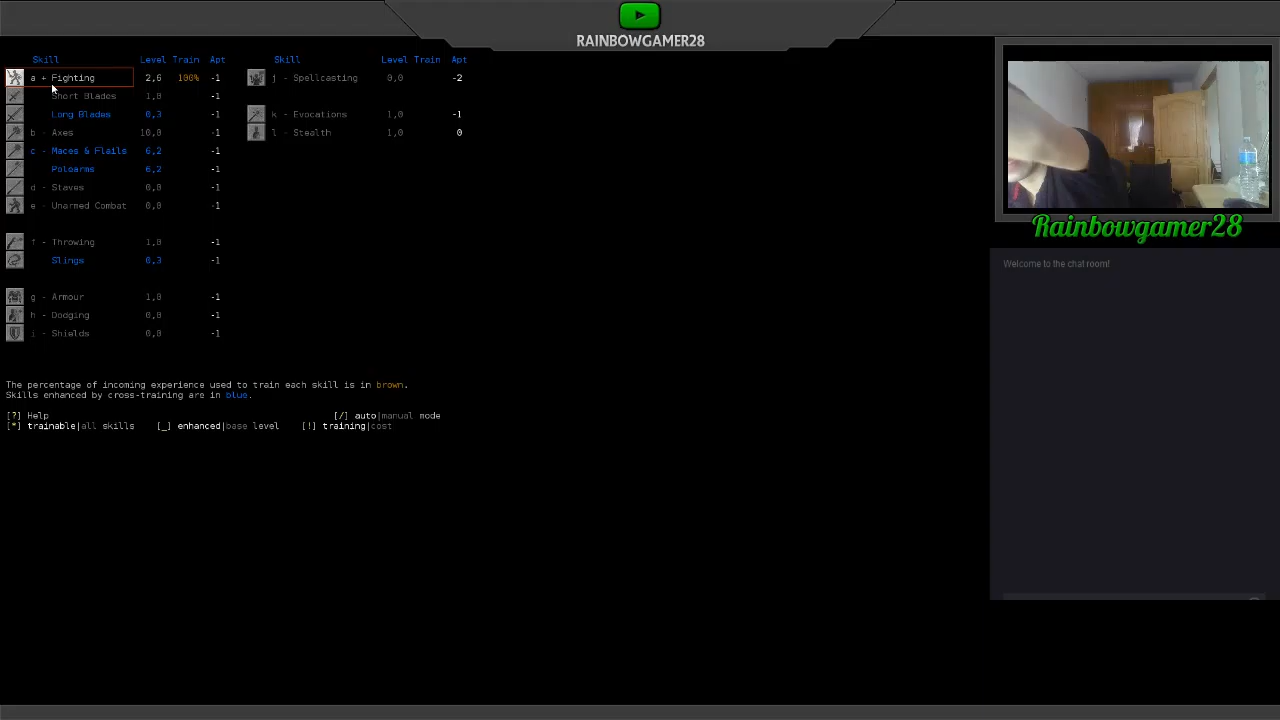 RAINBOWGAMER28
Skill Level Train Apt Skill Level Train Apt
a + Fighting 2,6 100% -1 j - Spellcasting 0,0 -2
Short Blades 1,0 -1
Long Blades 0,3 -1 k - Evocations 1,0 -1
b - Axes 10,0 -1 l - Stealth 1,0 0
c - Maces & Flails 6,2 -1
Polearms 6,2 -1
d - Staves 0,0 -1
e - Unarmed Combat 0,0 -1
f - Throwing 1,0 -1
Slings 0,3 -1
g - Armour 1,0 -1
h - Dodging 0,0 -1
i - Shields 0,0 -1
The percentage of incoming experience used to train each skill is in brown.
Skills enhanced by cross-training are in blue.
[?] Help [/] auto|manual mode
[*] trainable|all skills [_] enhanced|base level [!] training|cost
Rainbowgamer28
Welcome to the chat room!